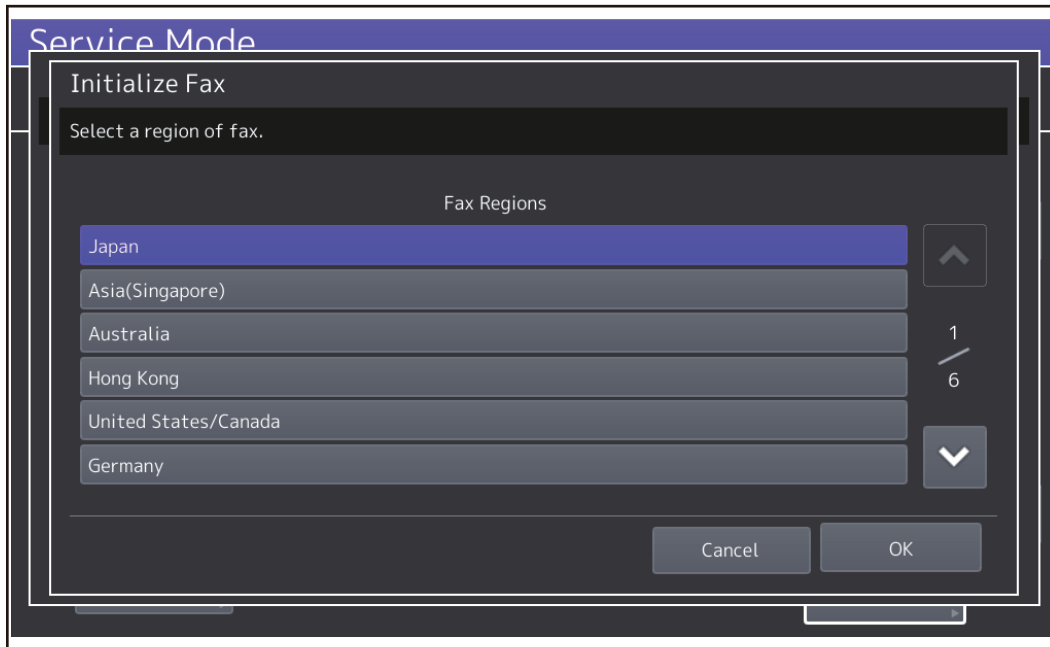 Service Mode
Initialize Fax
Select a region of fax.
Fax Regions
Japan
Asia(Singapore)
Australia
Hong Kong
United States/Canada
Germany
1
6
Cancel
OK